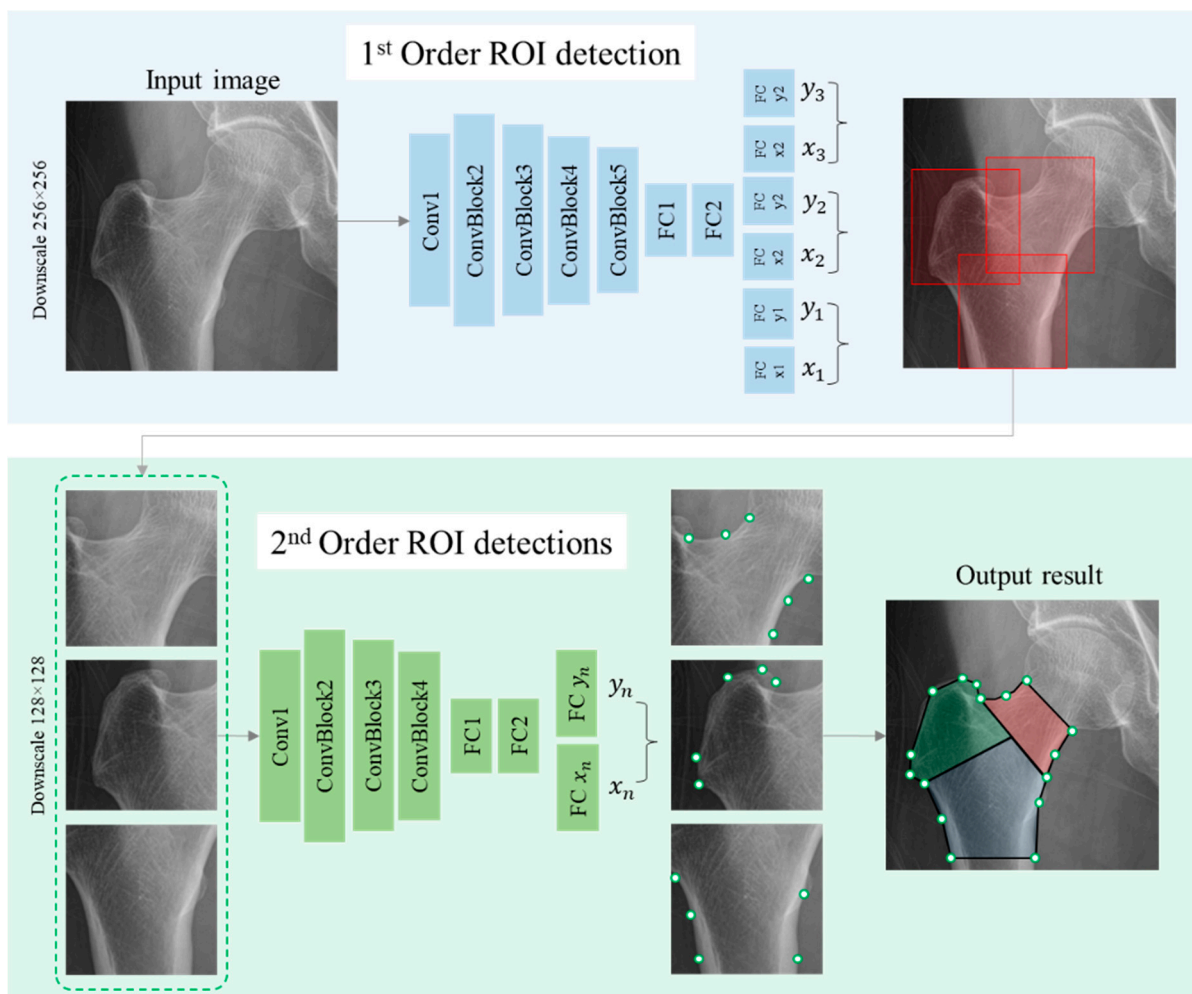 1st Order ROI detection
Input image
Downscale 256×256
Conv1
ConvBlock2
ConvBlock3
ConvBlock4
ConvBlock5
FC1
FC2
FC y2
y3
FC x2
x3
FC y2
y2
FC x2
x2
FC y1
y1
FC x1
x1
2nd Order ROI detections
Downscale 128×128
Conv1
ConvBlock2
ConvBlock3
ConvBlock4
FC1
FC2
FC yn
yn
FC xn
xn
Output result